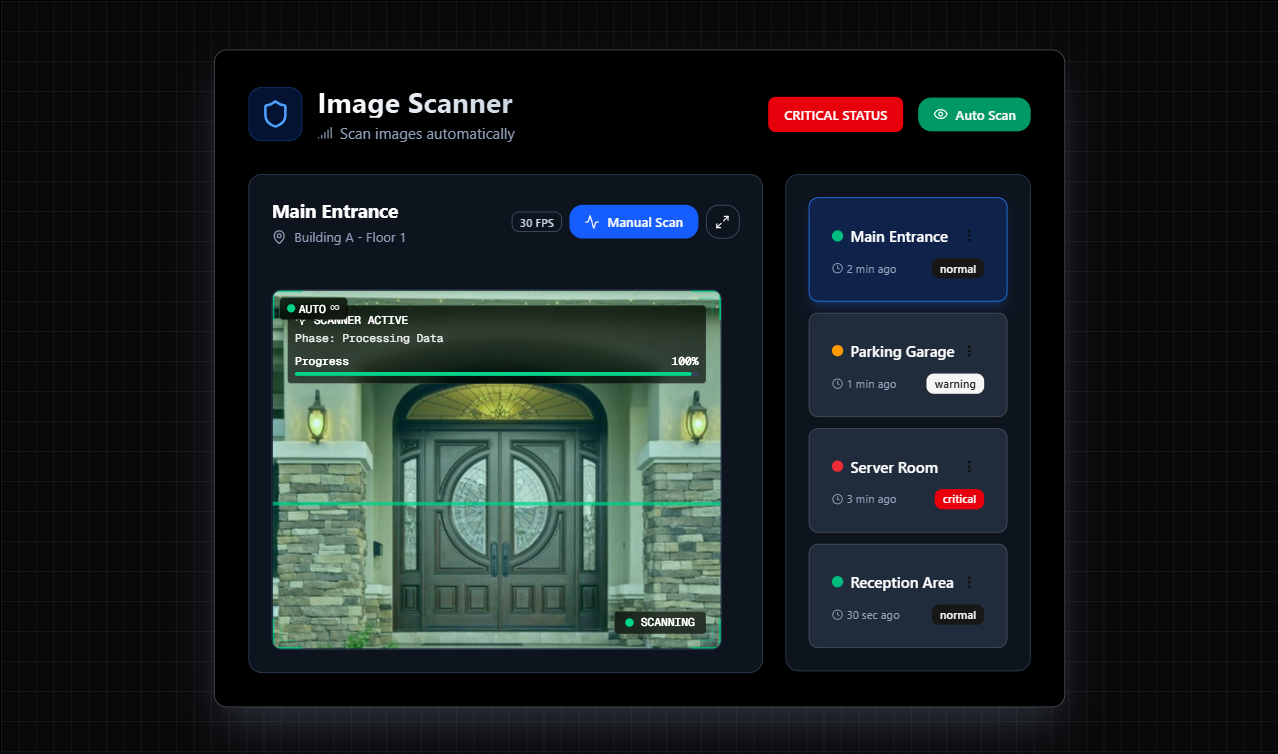 Image Scanner
Scan images automatically
CRITICAL STATUS
Auto Scan
Main Entrance
Building A - Floor 1
30 FPS
Manual Scan
AUTO ∞
SCANNER ACTIVE
Phase: Processing Data
Progress 100%
SCANNING
Main Entrance
2 min ago normal
Parking Garage
1 min ago warning
Server Room
3 min ago critical
Reception Area
30 sec ago normal